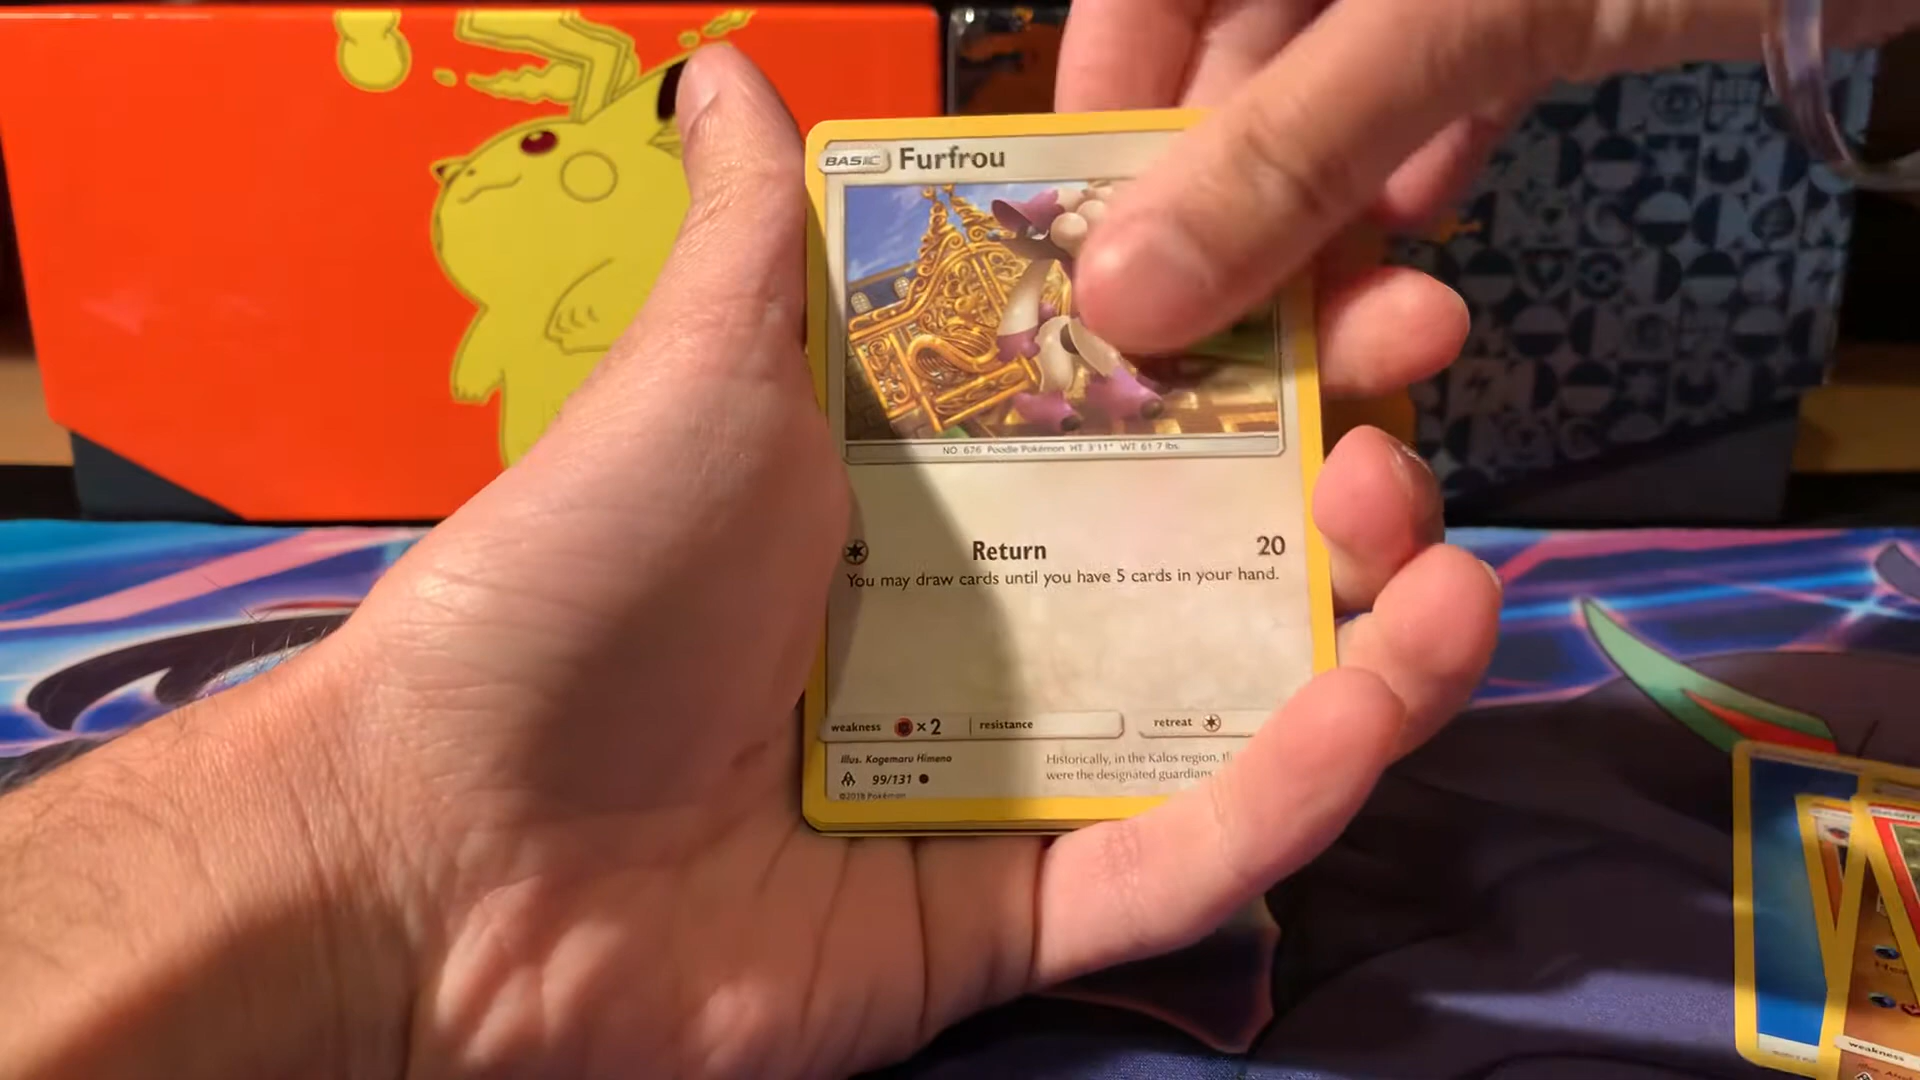 BASIC Furfrou
NO. 676 Poodle Pokémon HT 3'11" WT 61.7 lbs.
Return 20
You may draw cards until you have 5 cards in your hand.
weakness ×2 resistance retreat
Illus. Kagemaru Himeno
Historically, in the Kalos region,
99/131
were the designated guardians
©2018 Pokémon
weakness